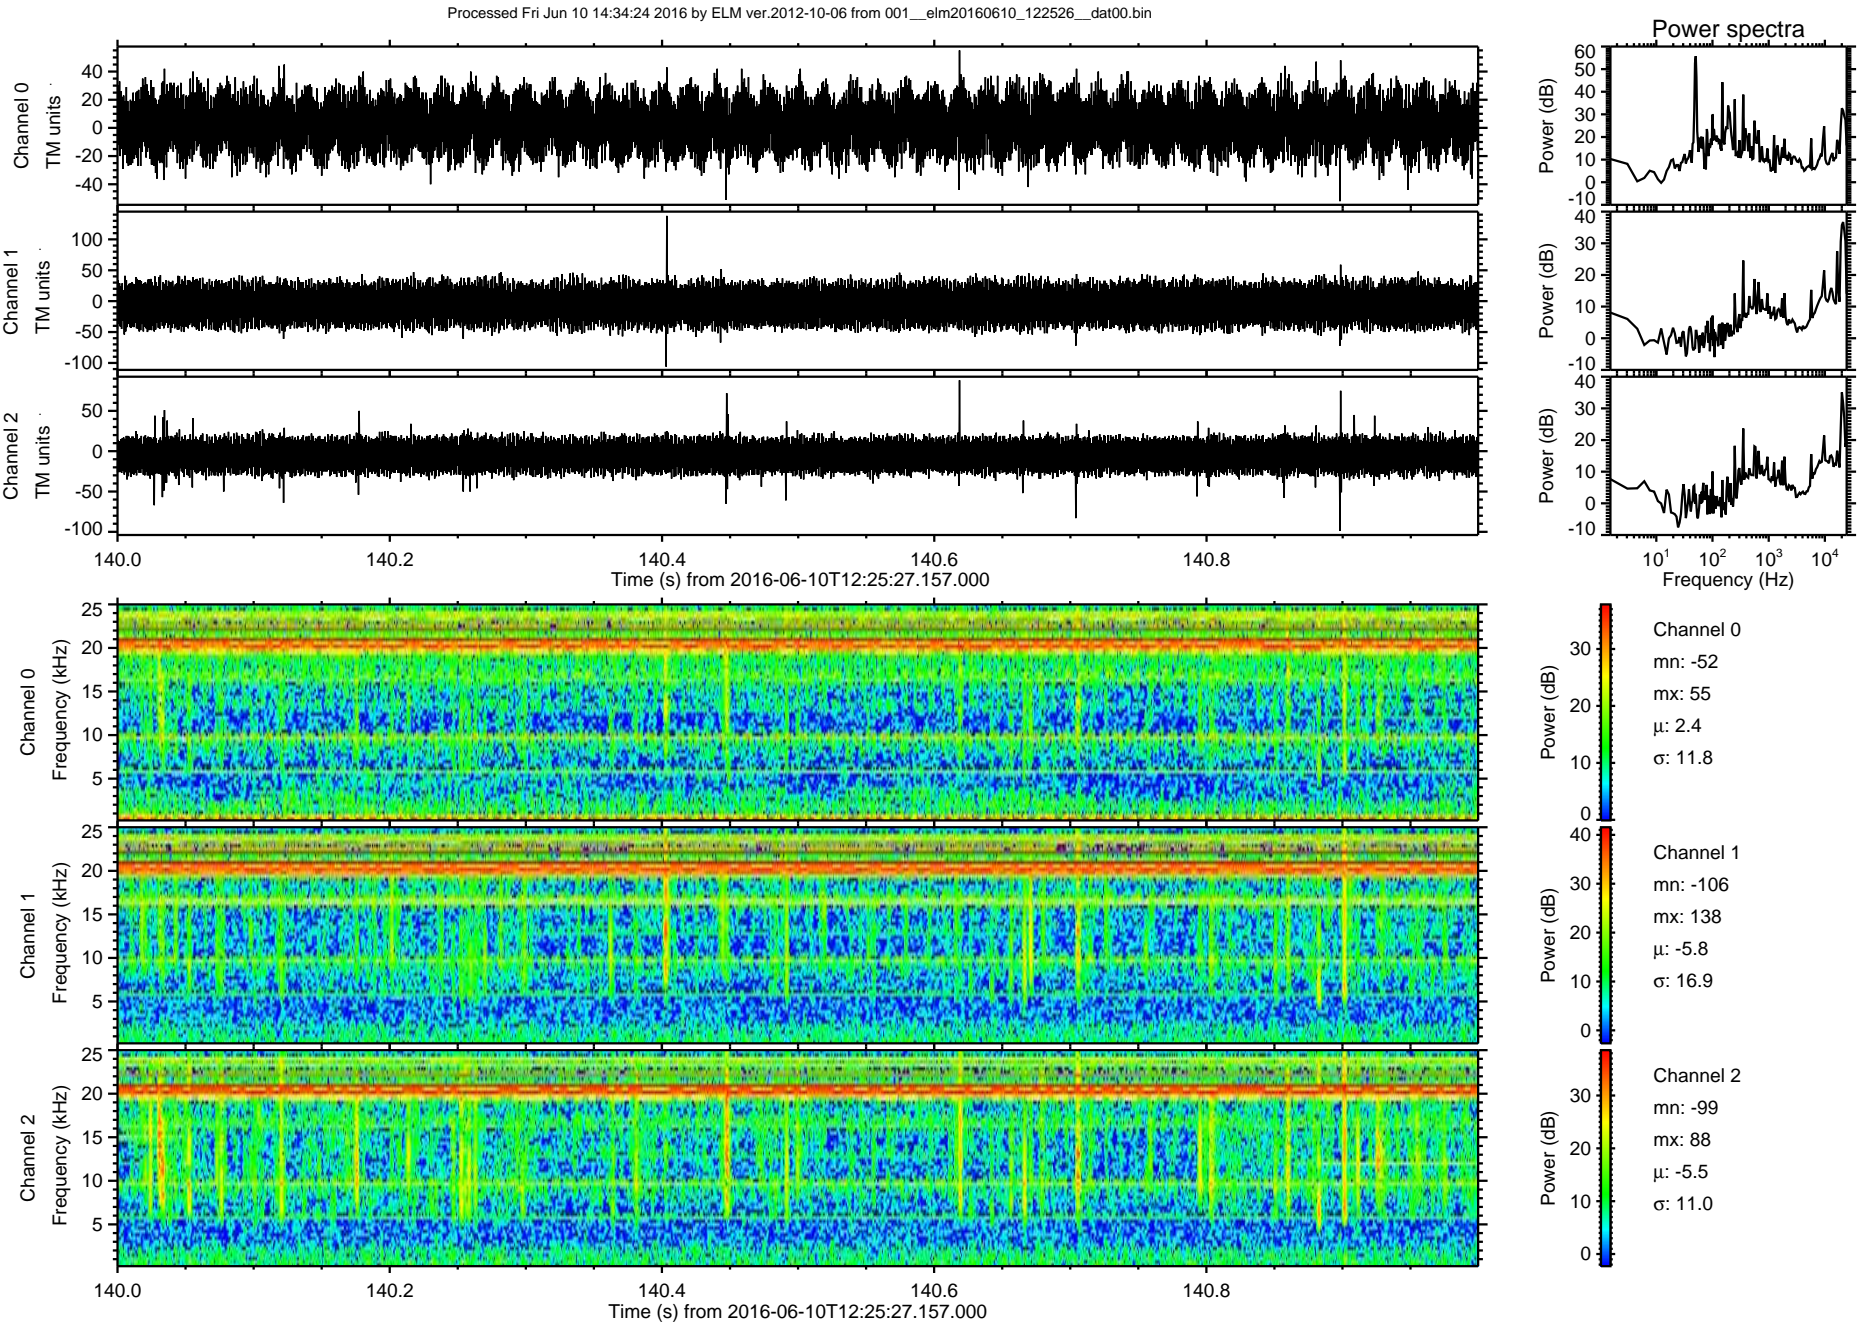 Processed Fri Jun 10 14:34:24 2016 by ELM ver.2012-10-06 from 001__elm20160610_122526__dat00.bin
Power spectra
Channel 0
TM units
40
20
0
-20
-40
Power (dB)
60
50
40
30
20
10
0
-10
Channel 1
TM units
100
50
0
-50
-100
Power (dB)
40
30
20
10
0
-10
Channel 2
TM units
50
0
-50
-100
Power (dB)
40
30
20
10
0
-10
140.0 140.2 140.4 140.6 140.8
Time (s) from 2016-06-10T12:25:27.157.000
10^1 10^2 10^3 10^4
Frequency (Hz)
Channel 0
Frequency (kHz)
25
20
15
10
5
Power (dB)
30
20
10
0
Channel 0
mn: -52
mx: 55
μ: 2.4
σ: 11.8
Channel 1
Frequency (kHz)
25
20
15
10
5
Power (dB)
40
30
20
10
0
Channel 1
mn: -106
mx: 138
μ: -5.8
σ: 16.9
Channel 2
Frequency (kHz)
25
20
15
10
5
Power (dB)
30
20
10
0
Channel 2
mn: -99
mx: 88
μ: -5.5
σ: 11.0
140.0 140.2 140.4 140.6 140.8
Time (s) from 2016-06-10T12:25:27.157.000